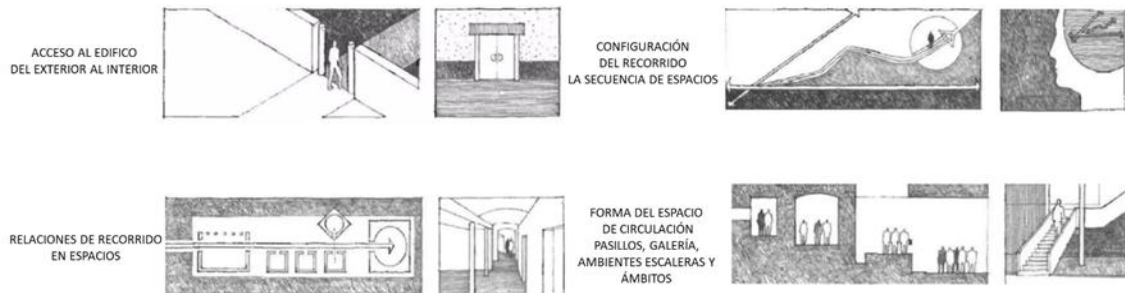 ACCESO AL EDIFICO
DEL EXTERIOR AL INTERIOR
CONFIGURACIÓN
DEL RECORRIDO
LA SECUENCIA DE ESPACIOS
RELACIONES DE RECORRIDO
EN ESPACIOS
FORMA DEL ESPACIO
DE CIRCULACIÓN
PASILLOS, GALERÍA,
AMBIENTES ESCALERAS Y
ÁMBITOS